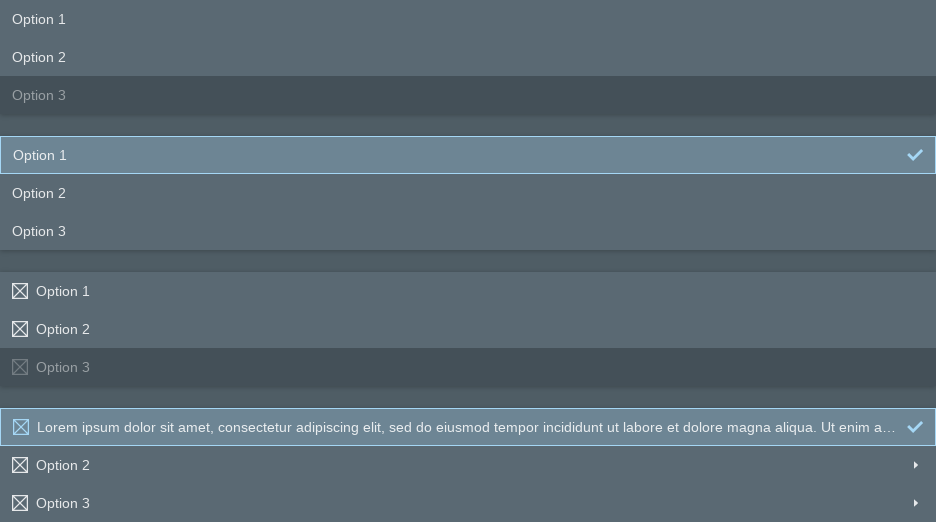 Option 1
Option 2
Option 3
Option 1
Option 2
Option 3
Option 1
Option 2
Option 3
Lorem ipsum dolor sit amet, consectetur adipiscing elit, sed do eiusmod tempor incididunt ut labore et dolore magna aliqua. Ut enim a…
Option 2
Option 3